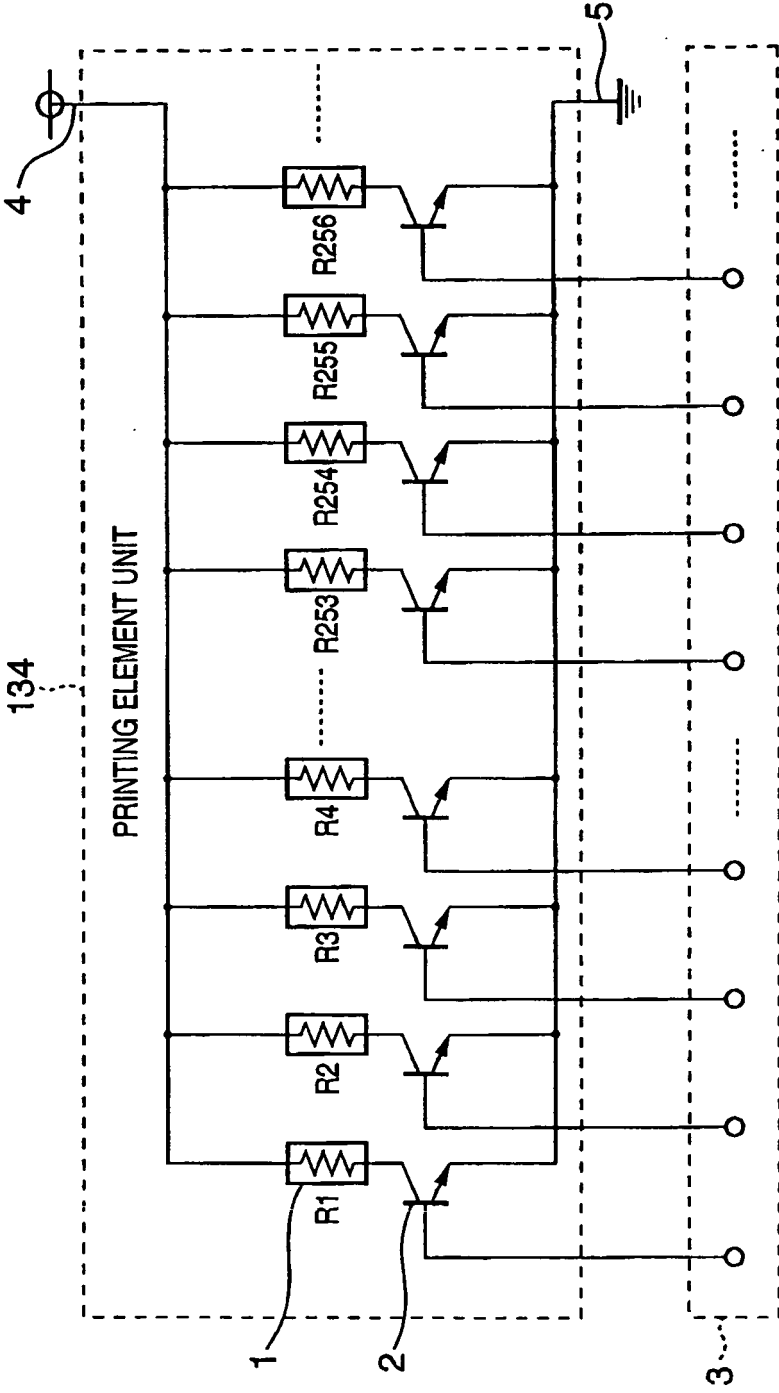 134
PRINTING ELEMENT UNIT
4
1
R1
R2
R3
R4
R253
R254
R255
R256
2
5
3